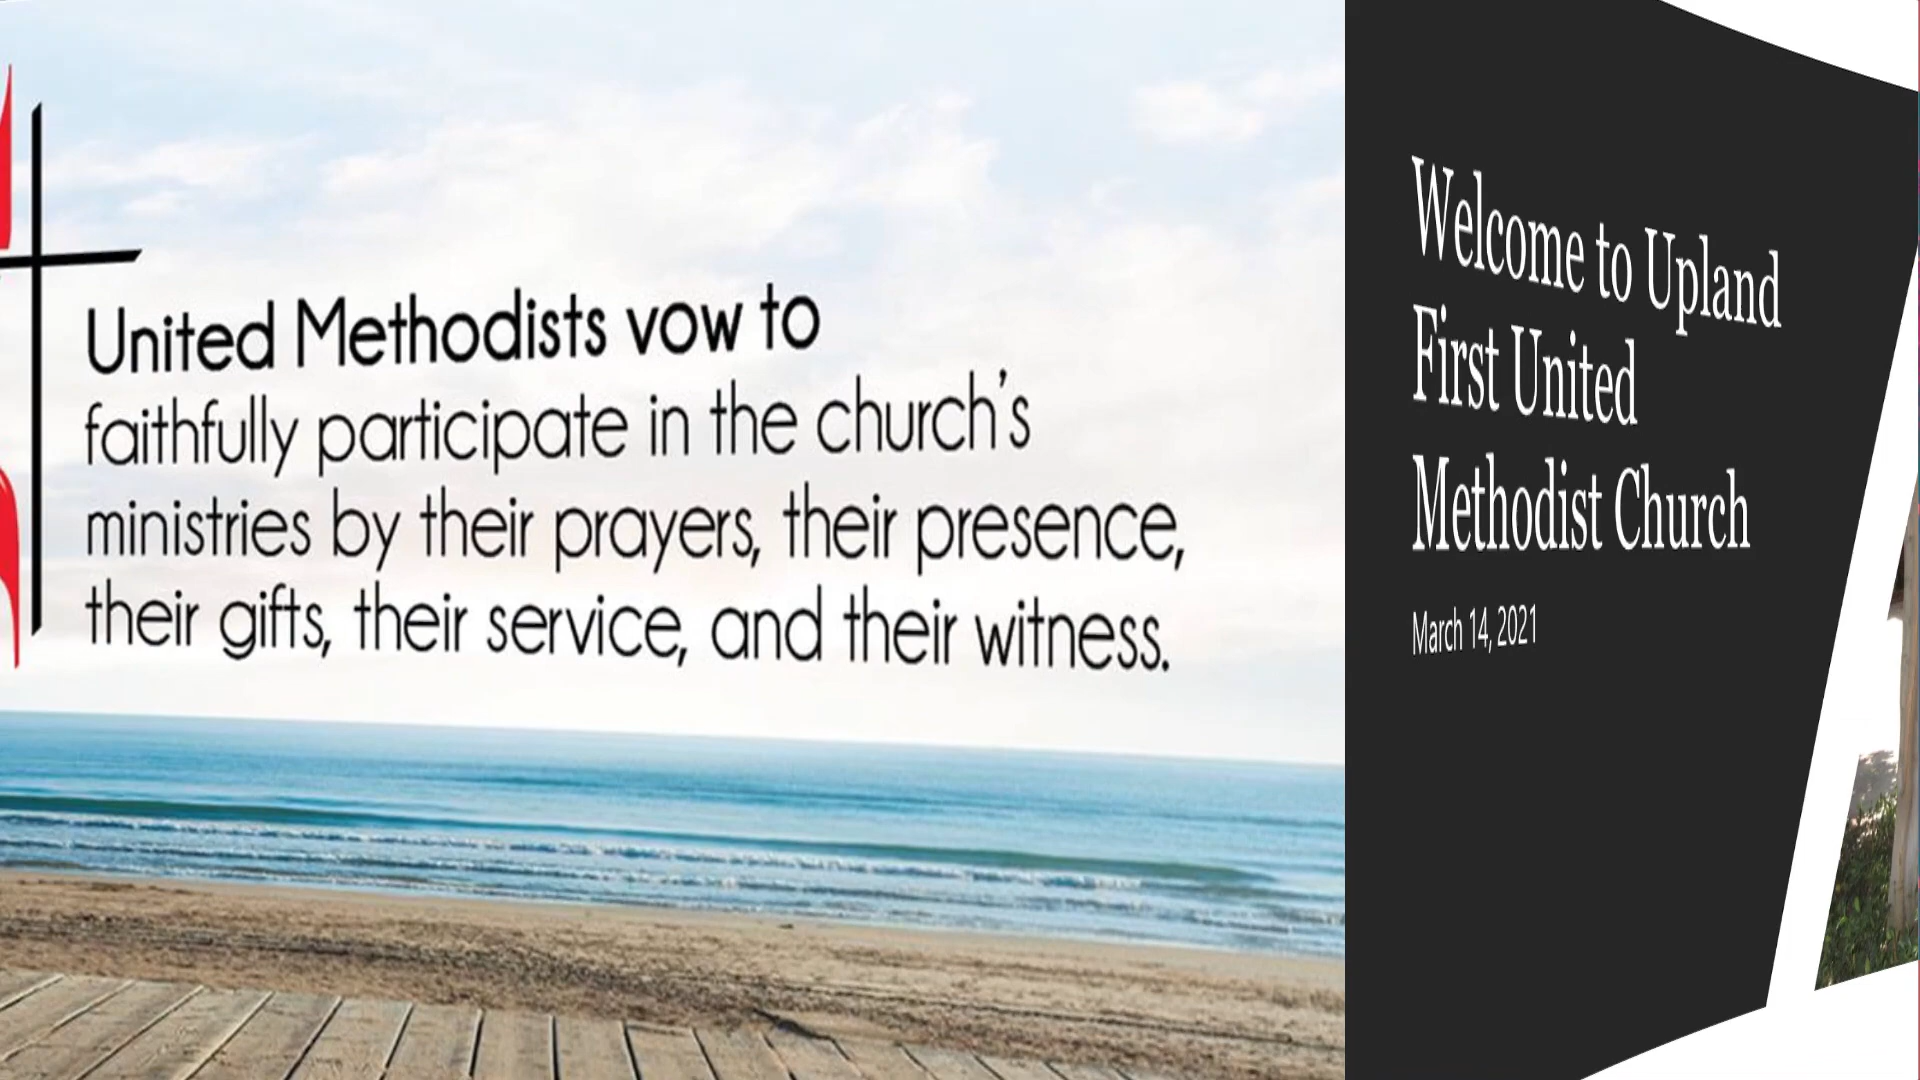 United Methodists vow to
faithfully participate in the church's
ministries by their prayers, their presence,
their gifts, their service, and their witness.
Welcome to Upland
First United
Methodist Church
March 14, 2021